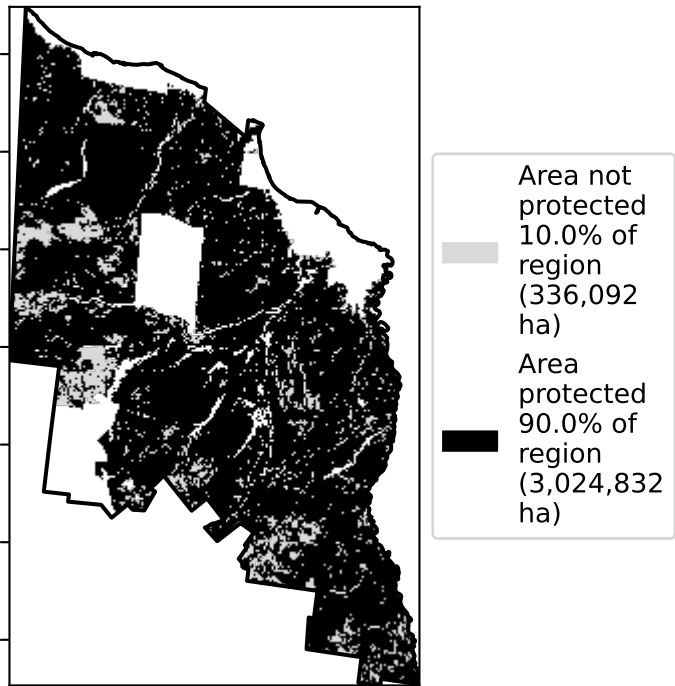 Area not
protected
10.0% of
region
(336,092
ha)
Area
protected
90.0% of
region
(3,024,832
ha)